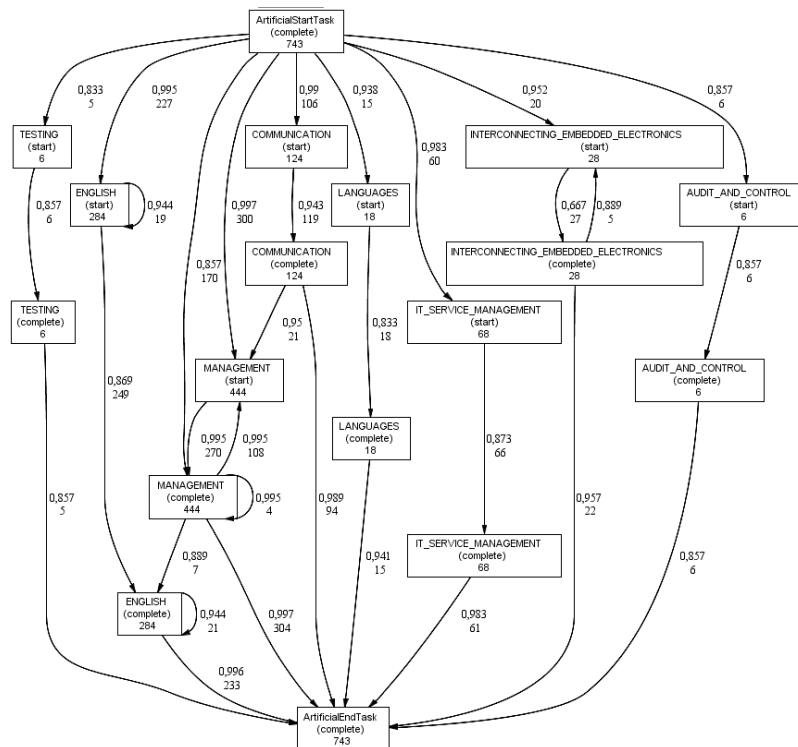 ArtificialStartTask
(complete)
743
0,833
5
0,995
227
0,99
106
0,938
15
0,952
20
0,857
6
TESTING
(start)
6
COMMUNICATION
(start)
124
INTERCONNECTING_EMBEDDED_ELECTRONICS
(start)
28
0,983
60
ENGLISH
(start)
284
0,944
19
0,997
300
0,943
119
LANGUAGES
(start)
18
0,667
27
0,889
5
AUDIT_AND_CONTROL
(start)
6
0,857
6
0,857
170
COMMUNICATION
(complete)
124
INTERCONNECTING_EMBEDDED_ELECTRONICS
(complete)
28
0,857
6
TESTING
(complete)
6
0,95
21
0,833
18
IT_SERVICE_MANAGEMENT
(start)
68
0,869
249
MANAGEMENT
(start)
444
AUDIT_AND_CONTROL
(complete)
6
0,995
270
0,995
108
LANGUAGES
(complete)
18
0,873
66
MANAGEMENT
(complete)
444
0,995
4
0,857
5
0,989
94
0,957
22
0,889
7
IT_SERVICE_MANAGEMENT
(complete)
68
0,941
15
0,857
6
ENGLISH
(complete)
284
0,944
21
0,997
304
0,983
61
0,996
233
ArtificialEndTask
(complete)
743